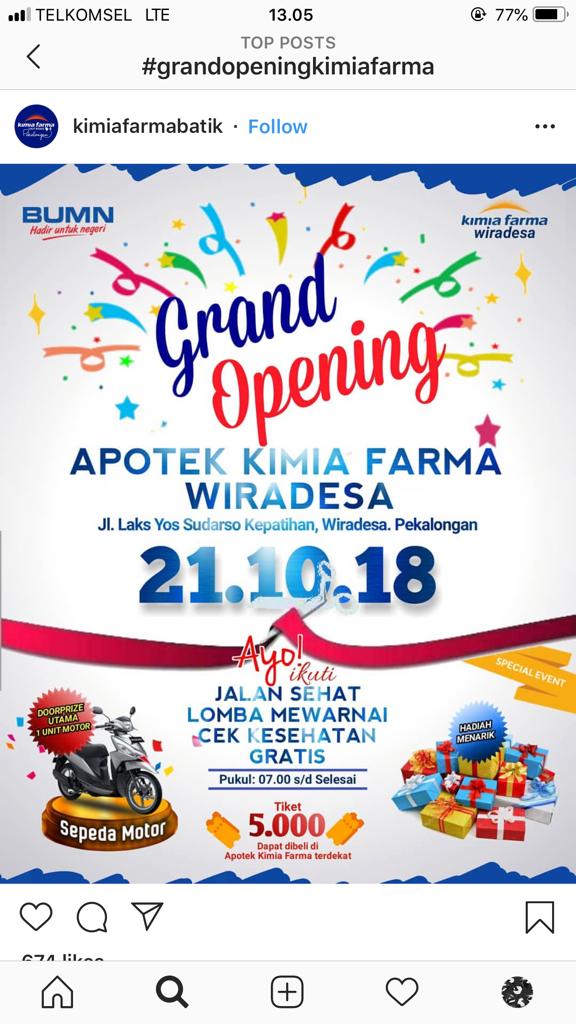 TELKOMSEL LTE 13.05 77%
TOP POSTS
#grandopeningkimiafarma
kimiafarmabatik · Follow
BUMN
Hadir untuk negeri
kimia farma
wiradesa
Grand
Opening
APOTEK KIMIA FARMA
WIRADESA
Jl. Laks Yos Sudarso Kepatihan, Wiradesa. Pekalongan
21.10.18
Ayo!
ikuti
SPECIAL EVENT
JALAN SEHAT
LOMBA MEWARNAI
CEK KESEHATAN
GRATIS
Pukul: 07.00 s/d Selesai
DOORPRIZE
UTAMA
1 UNIT MOTOR
Sepeda Motor
HADIAH
MENARIK
Tiket
5.000
Dapat dibeli di
Apotek Kimia Farma terdekat
674 likes